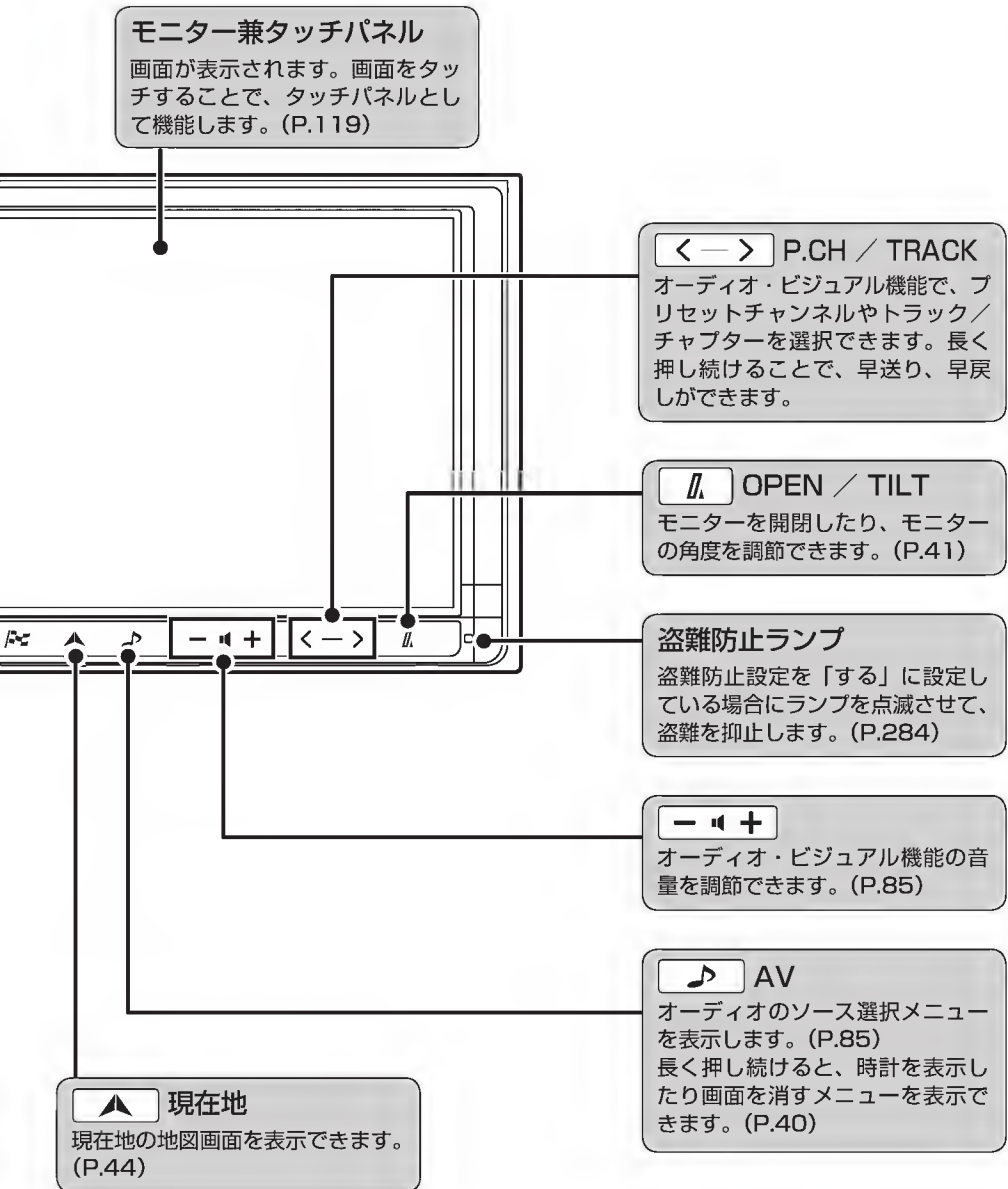 モニター兼タッチパネル
画面が表示されます。画面をタッ
チすることで、タッチパネルとし
て機能します。(P.119)
P.CH ／ TRACK
オーディオ・ビジュアル機能で、プ
リセットチャンネルやトラック／
チャプターを選択できます。長く
押し続けることで、早送り、早戻
しができます。
OPEN ／ TILT
モニターを開閉したり、モニター
の角度を調節できます。(P.41)
盗難防止ランプ
盗難防止設定を「する」に設定し
ている場合にランプを点滅させて、
盗難を抑止します。(P.284)
オーディオ・ビジュアル機能の音
量を調節できます。(P.85)
AV
オーディオのソース選択メニュー
を表示します。(P.85)
長く押し続けると、時計を表示し
たり画面を消すメニューを表示で
きます。(P.40)
現在地
現在地の地図画面を表示できます。
(P.44)